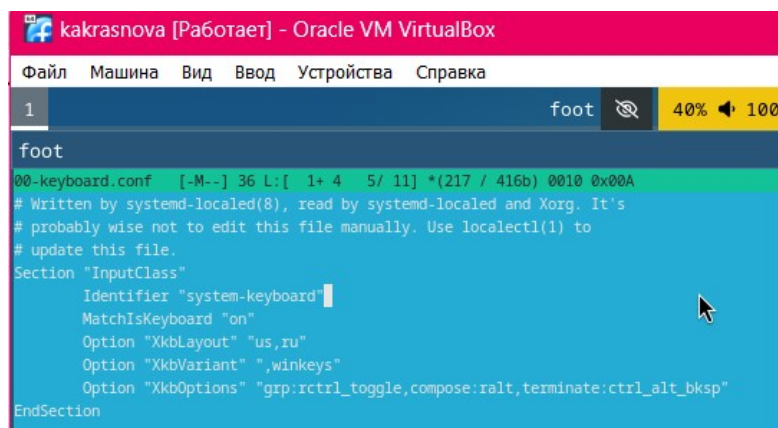 kakrasnova [Работает] - Oracle VM VirtualBox
Файл Машина Вид Ввод Устройства Справка
1 foot 40% 100
foot
00-keyboard.conf [-M--] 36 L:[ 1+ 4 5/ 11] *(217 / 416b) 0010 0x00A
# Written by systemd-localed(8), read by systemd-localed and Xorg. It's
# probably wise not to edit this file manually. Use localectl(1) to
# update this file.
Section "InputClass"
Identifier "system-keyboard"
MatchIsKeyboard "on"
Option "XkbLayout" "us,ru"
Option "XkbVariant" ",winkeys"
Option "XkbOptions" "grp:rctrl_toggle,compose:ralt,terminate:ctrl_alt_bksp"
EndSection